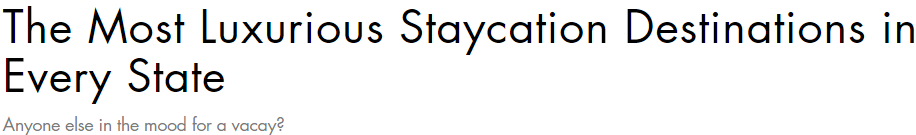 The Most Luxurious Staycation Destinations in
Every State
Anyone else in the mood for a vacay?